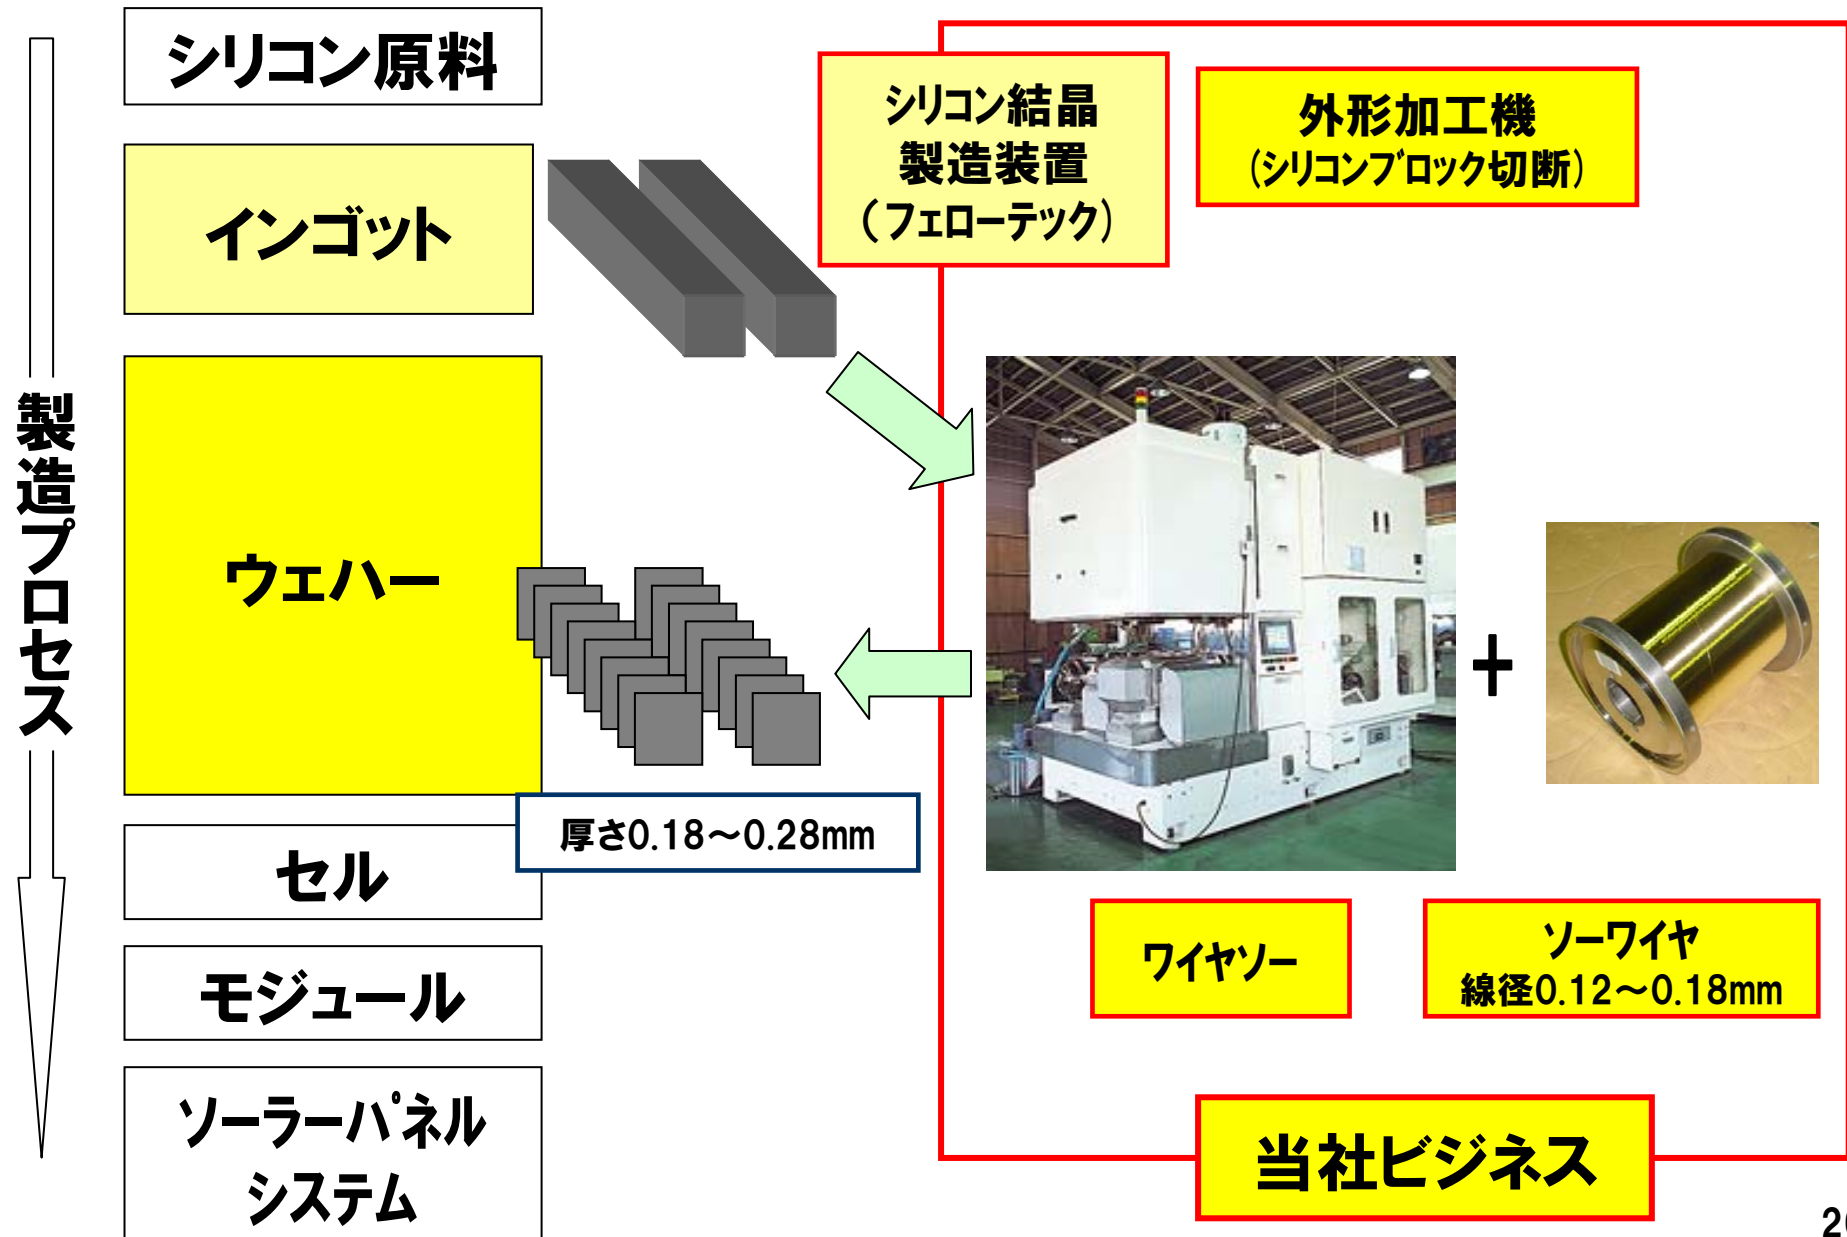 製造プロセス
シリコン原料
インゴット
ウェハー
厚さ0.18～0.28mm
セル
モジュール
ソーラーパネル
システム
シリコン結晶
製造装置
(フェローテック)
外形加工機
(シリコンブロック切断)
+
ワイヤソー
ソーワイヤ
線径0.12～0.18mm
当社ビジネス